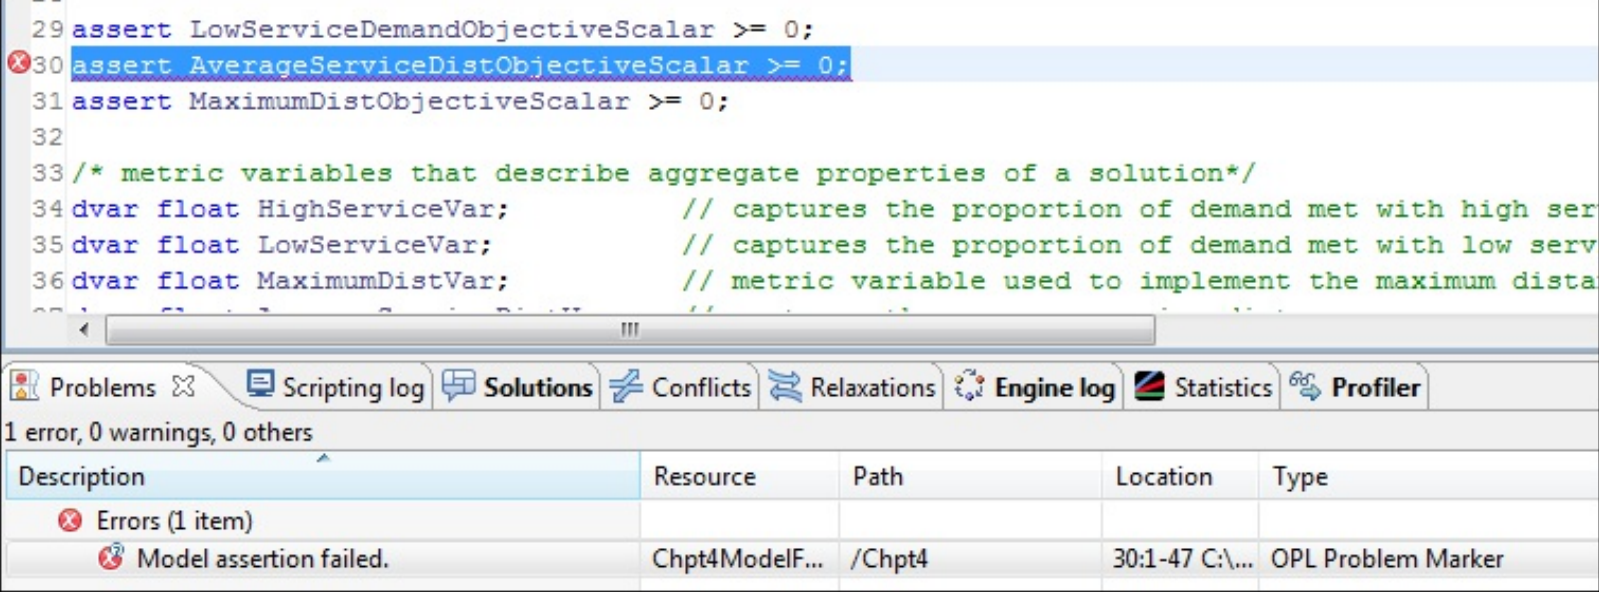 29 assert LowServiceDemandObjectiveScalar >= 0;
30 assert AverageServiceDistObjectiveScalar >= 0;
31 assert MaximumDistObjectiveScalar >= 0;
32
33 /* metric variables that describe aggregate properties of a solution*/
34 dvar float HighServiceVar; // captures the proportion of demand met with high ser
35 dvar float LowServiceVar; // captures the proportion of demand met with low serv
36 dvar float MaximumDistVar; // metric variable used to implement the maximum dista
Problems Scripting log Solutions Conflicts Relaxations Engine log Statistics Profiler
1 error, 0 warnings, 0 others
Description Resource Path Location Type
Errors (1 item)
Model assertion failed. Chpt4ModelF... /Chpt4 30:1-47 C:\... OPL Problem Marker